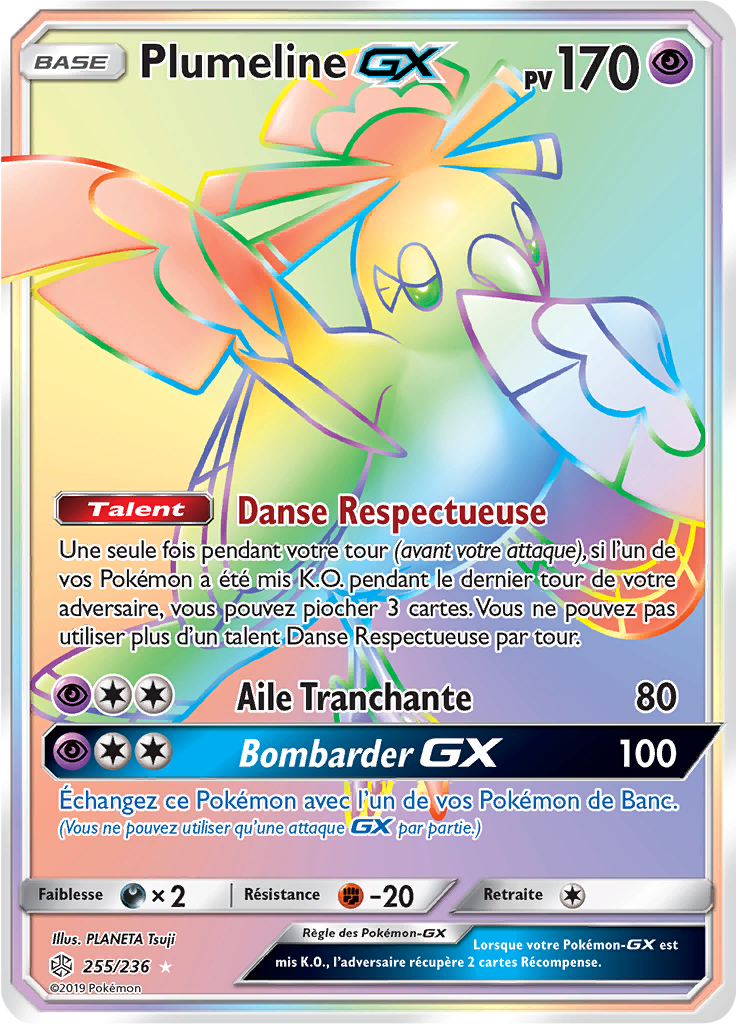 BASE Plumeline GX PV 170
Talent Danse Respectueuse
Une seule fois pendant votre tour (avant votre attaque), si l'un de
vos Pokémon a été mis K.O. pendant le dernier tour de votre
adversaire, vous pouvez piocher 3 cartes. Vous ne pouvez pas
utiliser plus d'un talent Danse Respectueuse par tour.
Aile Tranchante 80
Bombarder GX 100
Échangez ce Pokémon avec l'un de vos Pokémon de Banc.
(Vous ne pouvez utiliser qu'une attaque GX par partie.)
Faiblesse ×2 Résistance -20 Retraite
Illus. PLANETA Tsuji
255/236
©2019 Pokémon
Règle des Pokémon-GX
Lorsque votre Pokémon-GX est
mis K.O., l'adversaire récupère 2 cartes Récompense.